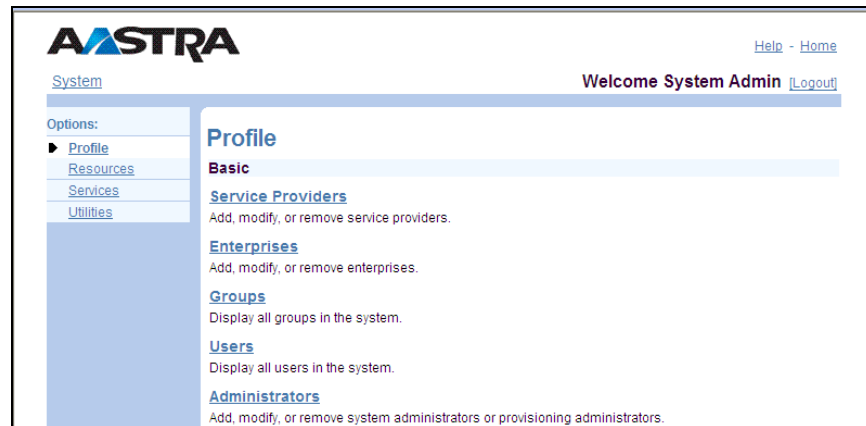 AASTRA
Help - Home
System
Welcome System Admin [Logout]
Options:
Profile
Resources
Services
Utilities
Profile
Basic
Service Providers
Add, modify, or remove service providers.
Enterprises
Add, modify, or remove enterprises.
Groups
Display all groups in the system.
Users
Display all users in the system.
Administrators
Add, modify, or remove system administrators or provisioning administrators.